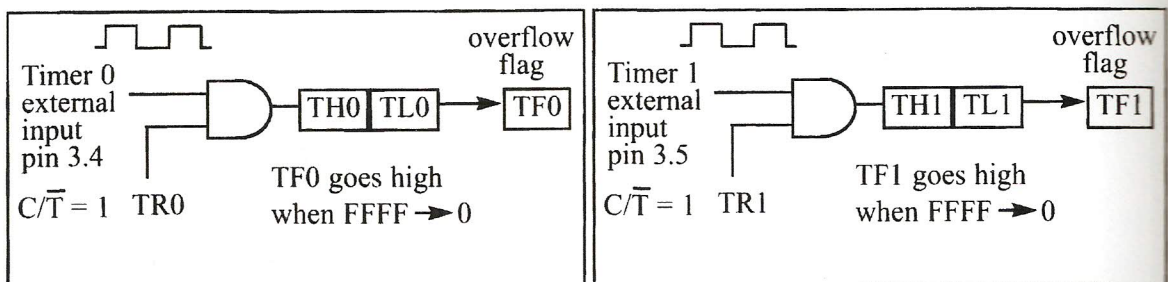 overflow
flag
Timer 0
external
input
pin 3.4
TH0 TL0
TF0
C/T̅ = 1 TR0
TF0 goes high
when FFFF → 0
overflow
flag
Timer 1
external
input
pin 3.5
TH1 TL1
TF1
C/T̅ = 1 TR1
TF1 goes high
when FFFF → 0